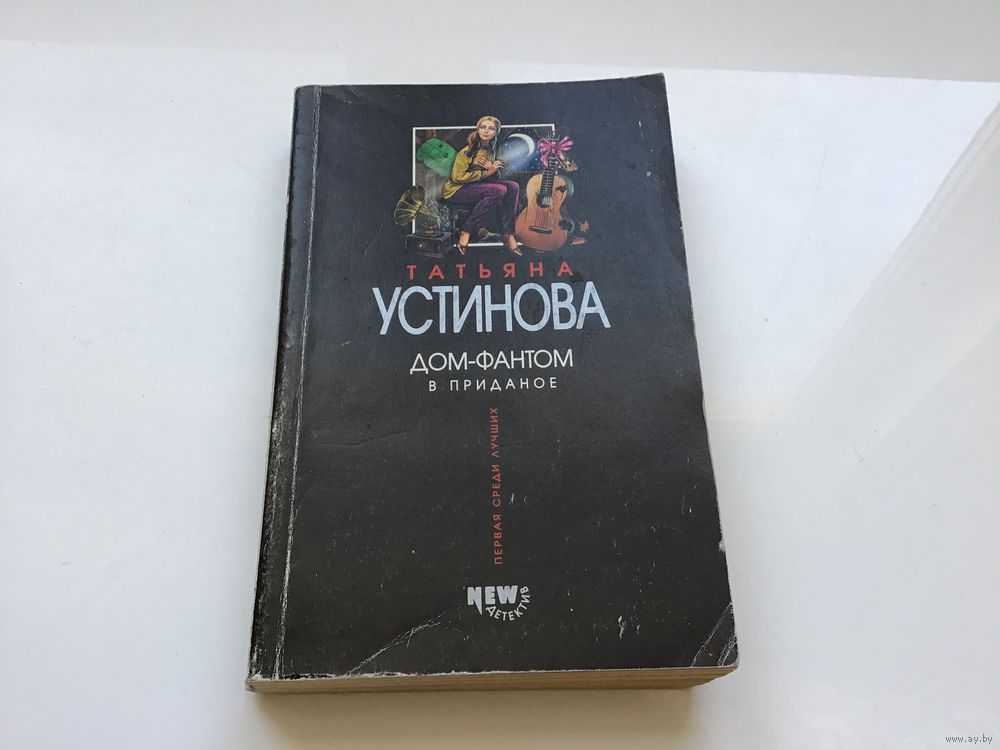 ТАТЬЯНА
УСТИНОВА
ДОМ-ФАНТОМ
В ПРИДАНОЕ
ПЕРВАЯ СРЕДИ ЛУЧШИХ
NEW
ДЕТЕКТИВ
www.ay.by